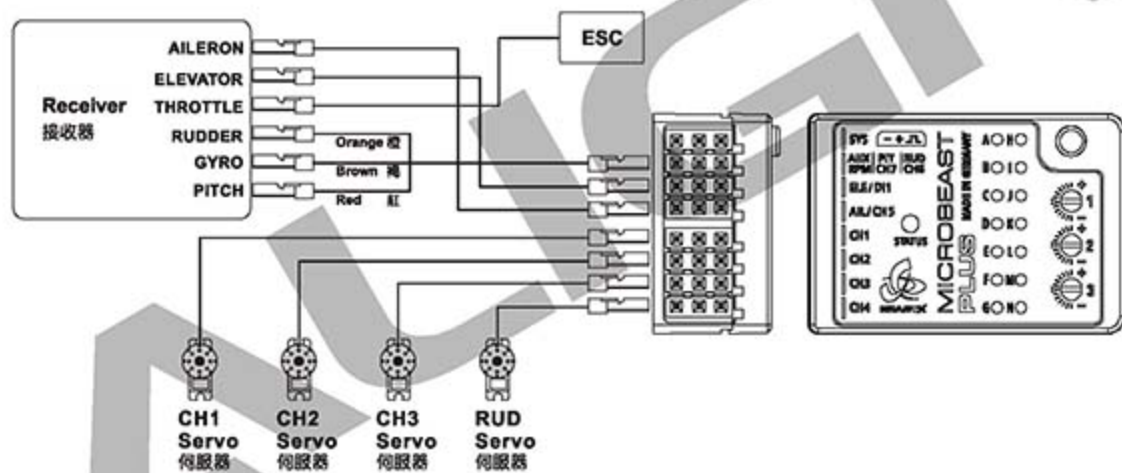 ESC
Receiver
接收器
AILERON
ELEVATOR
THROTTLE
RUDDER
GYRO
PITCH
Orange 橙
Brown 褐
Red 紅
SYS
AUX PIY RUD
RPM CH7 CH6
ELE/DI1
AIL/CH5
CH1
CH2
CH3
CH4
STATUS
MICROBEAST
PLUS
MADE IN GERMANY
A H
B I
C J
D K
E L
F M
G N
1
2
3
CH1
Servo
伺服器
CH2
Servo
伺服器
CH3
Servo
伺服器
RUD
Servo
伺服器